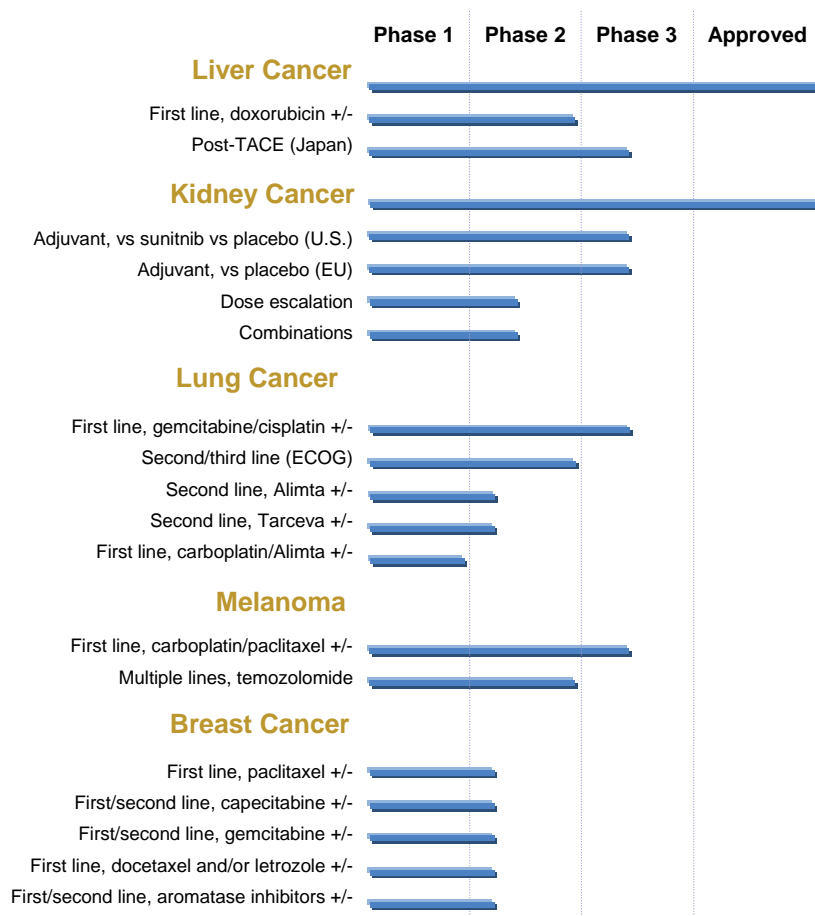 Phase 1 Phase 2 Phase 3 Approved
Liver Cancer
First line, doxorubicin +/-
Post-TACE (Japan)
Kidney Cancer
Adjuvant, vs sunitnib vs placebo (U.S.)
Adjuvant, vs placebo (EU)
Dose escalation
Combinations
Lung Cancer
First line, gemcitabine/cisplatin +/-
Second/third line (ECOG)
Second line, Alimta +/-
Second line, Tarceva +/-
First line, carboplatin/Alimta +/-
Melanoma
First line, carboplatin/paclitaxel +/-
Multiple lines, temozolomide
Breast Cancer
First line, paclitaxel +/-
First/second line, capecitabine +/-
First/second line, gemcitabine +/-
First line, docetaxel and/or letrozole +/-
First/second line, aromatase inhibitors +/-